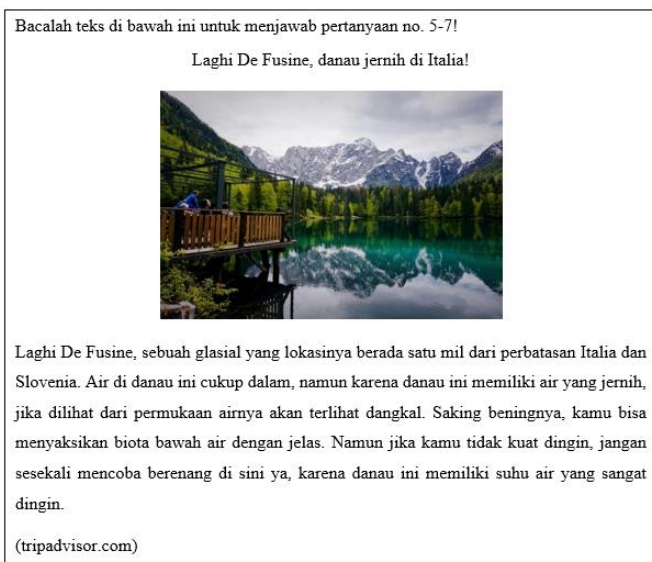 Bacalah teks di bawah ini untuk menjawab pertanyaan no. 5-7!
Laghi De Fusine, danau jernih di Italia!
Laghi De Fusine, sebuah glasial yang lokasinya berada satu mil dari perbatasan Italia dan
Slovenia. Air di danau ini cukup dalam, namun karena danau ini memiliki air yang jernih,
jika dilihat dari permukaan airnya akan terlihat dangkal. Saking beningnya, kamu bisa
menyaksikan biota bawah air dengan jelas. Namun jika kamu tidak kuat dingin, jangan
sesekali mencoba berenang di sini ya, karena danau ini memiliki suhu air yang sangat
dingin.
(tripadvisor.com)